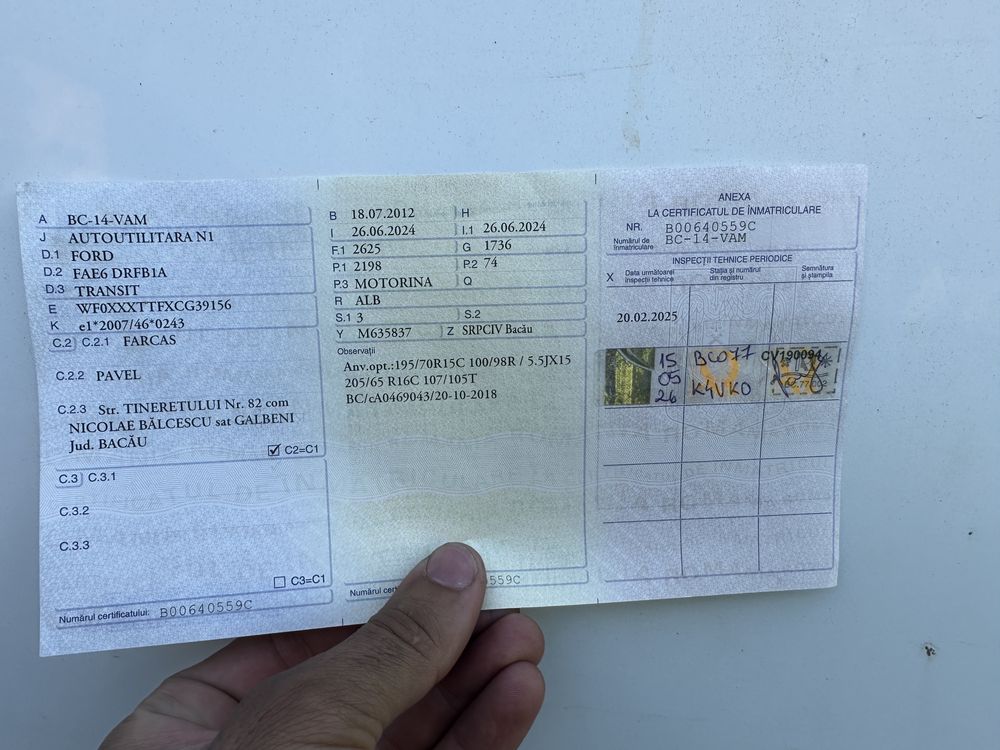 A BC-14-VAM
J AUTOUTILITARA N1
D.1 FORD
D.2 FAE6 DRFB1A
D.3 TRANSIT
E WF0XXXTTFXCG39156
K e1*2007/46*0243
C.2 C.2.1 FARCAS
C.2.2 PAVEL
C.2.3 Str. TINERETULUI Nr. 82 com
NICOLAE BĂLCESCU sat GALBENI
Jud. BACĂU
C2=C1
C.3 C.3.1
C.3.2
C.3.3
C3=C1
Numărul certificatului: B00640559C
B 18.07.2012 H
I 26.06.2024 I.1 26.06.2024
F.1 2625 G 1736
P.1 2198 P.2 74
P.3 MOTORINA Q
R ALB
S.1 3 S.2
Y M635837 Z SRPCIV Bacău
Observații
Anv.opt.:195/70R15C 100/98R / 5.5JX15
205/65 R16C 107/105T
BC/cA0469043/20-10-2018
Numărul 559C
ANEXA
LA CERTIFICATUL DE ÎNMATRICULARE
NR. B00640559C
Numărul de
înmatriculare BC-14-VAM
INSPECȚII TEHNICE PERIODICE
X Data următoarei
inspecții tehnice
Stația și numărul
din registru
Semnătura
și ștampila
20.02.2025
15
05
26
BC077
K4VKO
CV190094